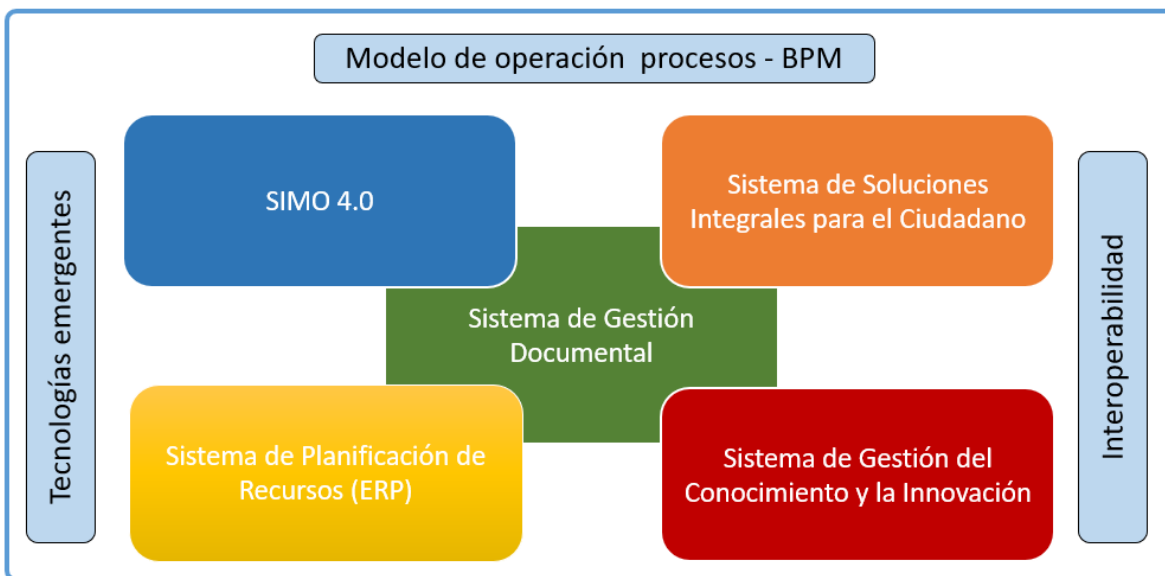 Modelo de operación procesos - BPM
Tecnologías emergentes
SIMO 4.0
Sistema de Soluciones
Integrales para el Ciudadano
Sistema de Gestión
Documental
Sistema de Planificación de
Recursos (ERP)
Sistema de Gestión del
Conocimiento y la Innovación
Interoperabilidad